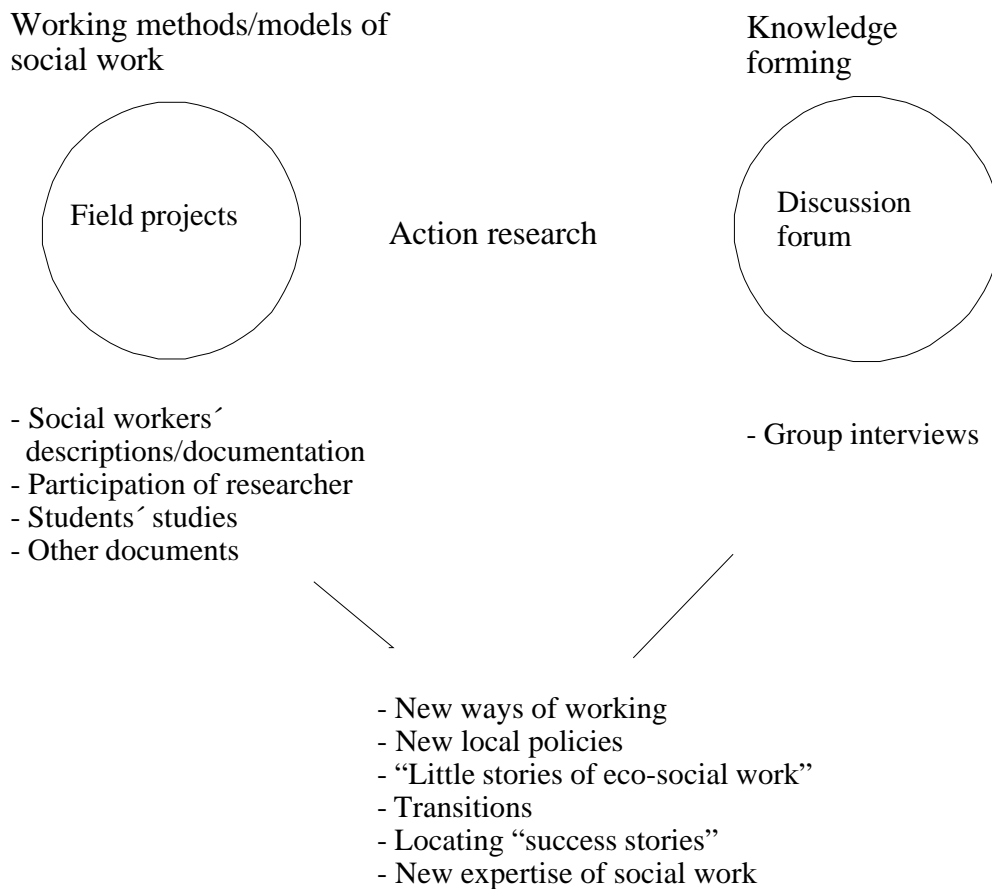 Working methods/models of
social work
Knowledge
forming
Field projects
Action research
Discussion
forum
- Social workers´
descriptions/documentation
- Participation of researcher
- Students´ studies
- Other documents
- Group interviews
- New ways of working
- New local policies
- “Little stories of eco-social work”
- Transitions
- Locating “success stories”
- New expertise of social work